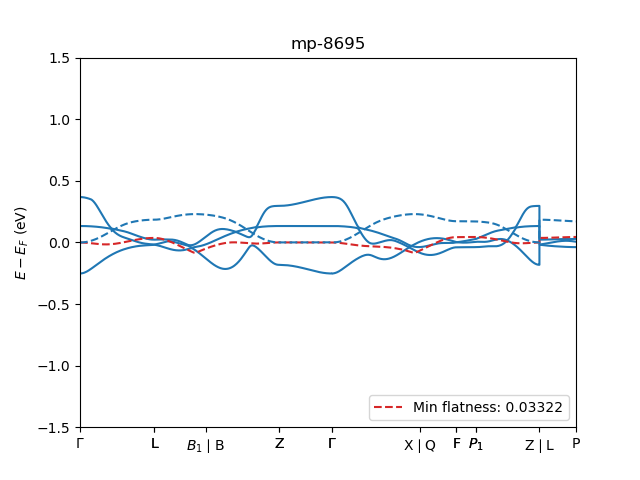 mp-8695
1.5
1.0
0.5
0.0
−0.5
−1.0
−1.5
E − E_F (eV)
Min flatness: 0.03322
Γ L B₁ | B Z Γ X | Q F P₁ Z | L P